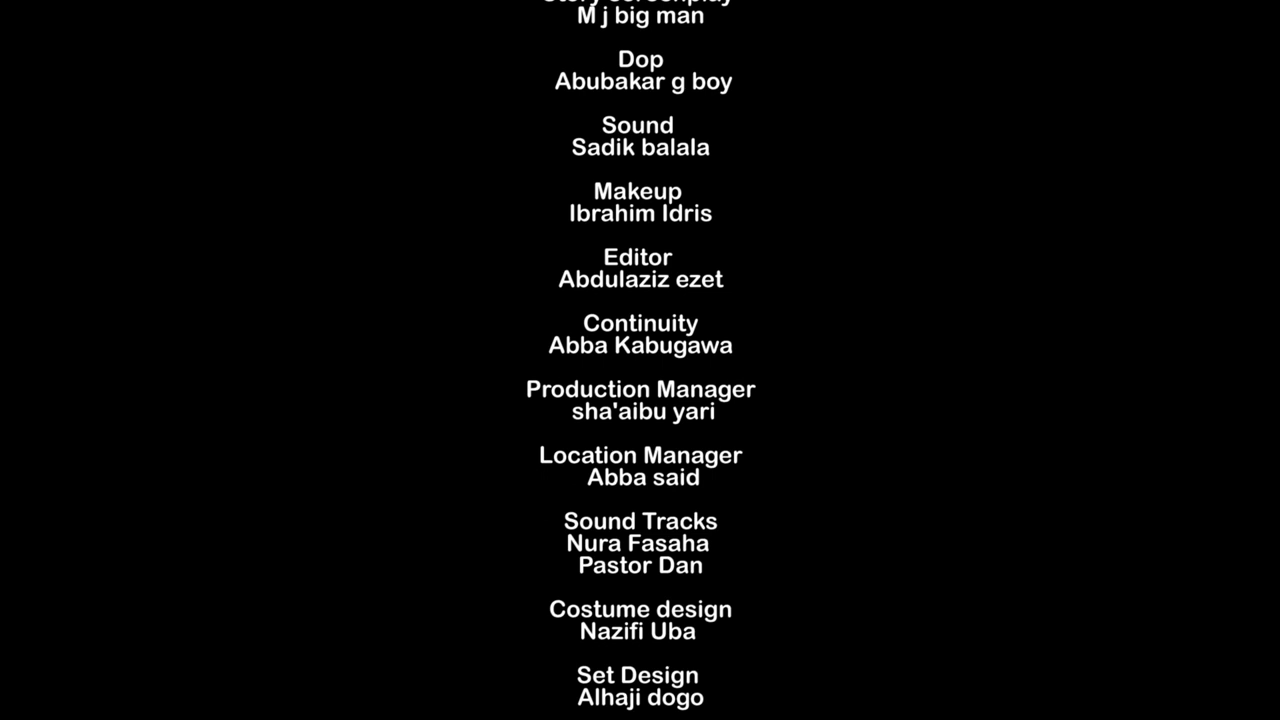 Story screenplay
M j big man
Dop
Abubakar g boy
Sound
Sadik balala
Makeup
Ibrahim Idris
Editor
Abdulaziz ezet
Continuity
Abba Kabugawa
Production Manager
sha'aibu yari
Location Manager
Abba said
Sound Tracks
Nura Fasaha
Pastor Dan
Costume design
Nazifi Uba
Set Design
Alhaji dogo